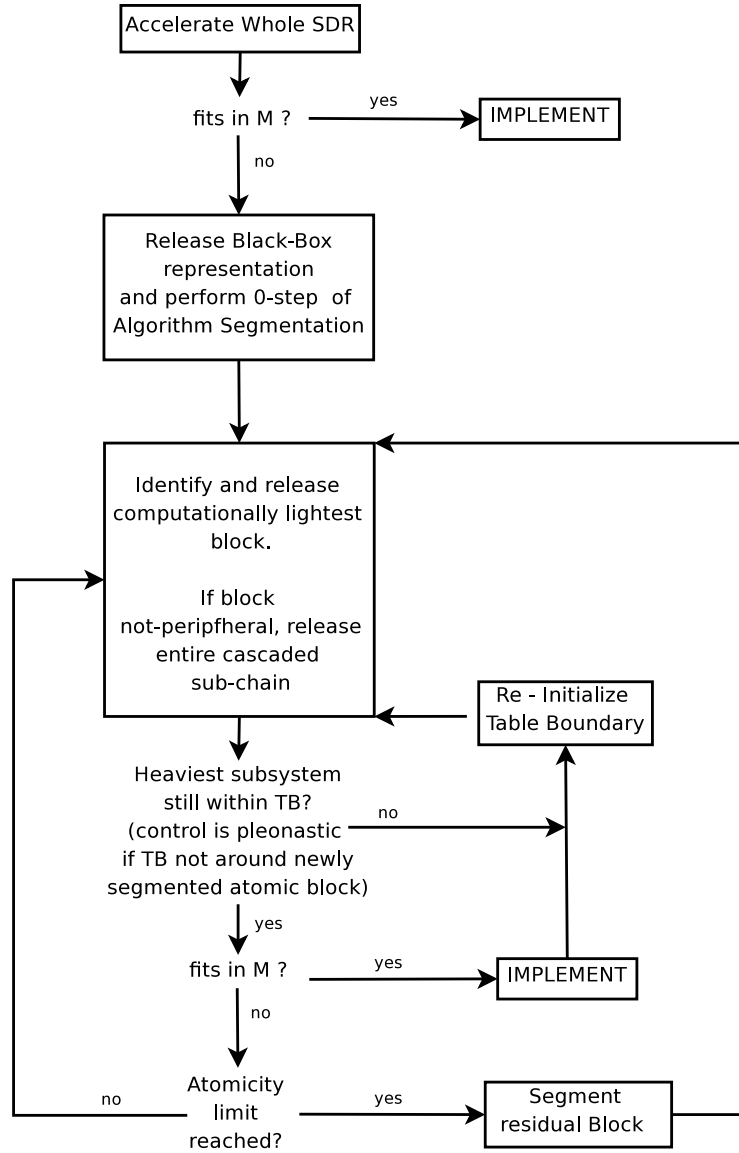 Accelerate Whole SDR
fits in M ?
yes
IMPLEMENT
no
Release Black-Box
representation
and perform 0-step of
Algorithm Segmentation
Identify and release
computationally lightest
block.
If block
not-peripfheral, release
entire cascaded
sub-chain
Re - Initialize
Table Boundary
Heaviest subsystem
still within TB?
(control is pleonastic
if TB not around newly
segmented atomic block)
no
yes
fits in M ?
yes
IMPLEMENT
no
Atomicity
limit
reached?
no
yes
Segment
residual Block